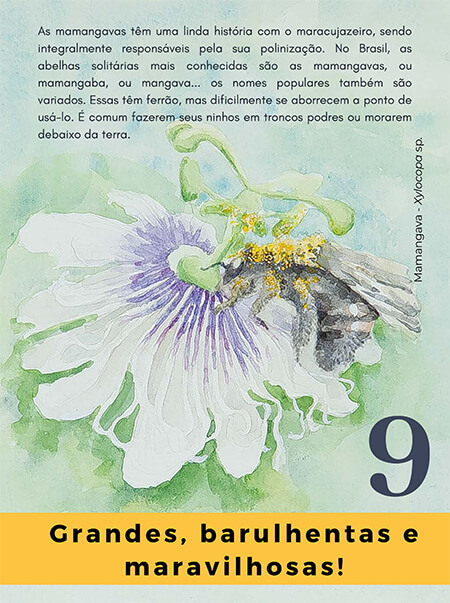 As mamangavas têm uma linda história com o maracujazeiro, sendo
integralmente responsáveis pela sua polinização. No Brasil, as
abelhas solitárias mais conhecidas são as mamangavas, ou
mamangaba, ou mangava... os nomes populares também são
variados. Essas têm ferrão, mas dificilmente se aborrecem a ponto de
usá-lo. É comum fazerem seus ninhos em troncos podres ou morarem
debaixo da terra.
Mamangava - Xylocopa sp.
9
Grandes, barulhentas e
maravilhosas!